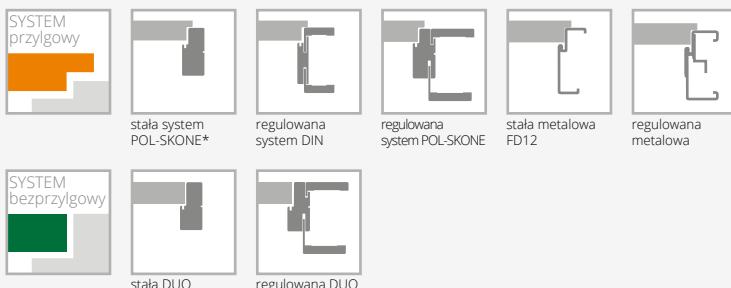 SYSTEM
przylgowy
stała system
POL-SKONE*
regulowana
system DIN
regulowana
system POL-SKONE
stała metalowa
FD12
regulowana
metalowa
SYSTEM
bezprzylgowy
stała DUO
regulowana DUO